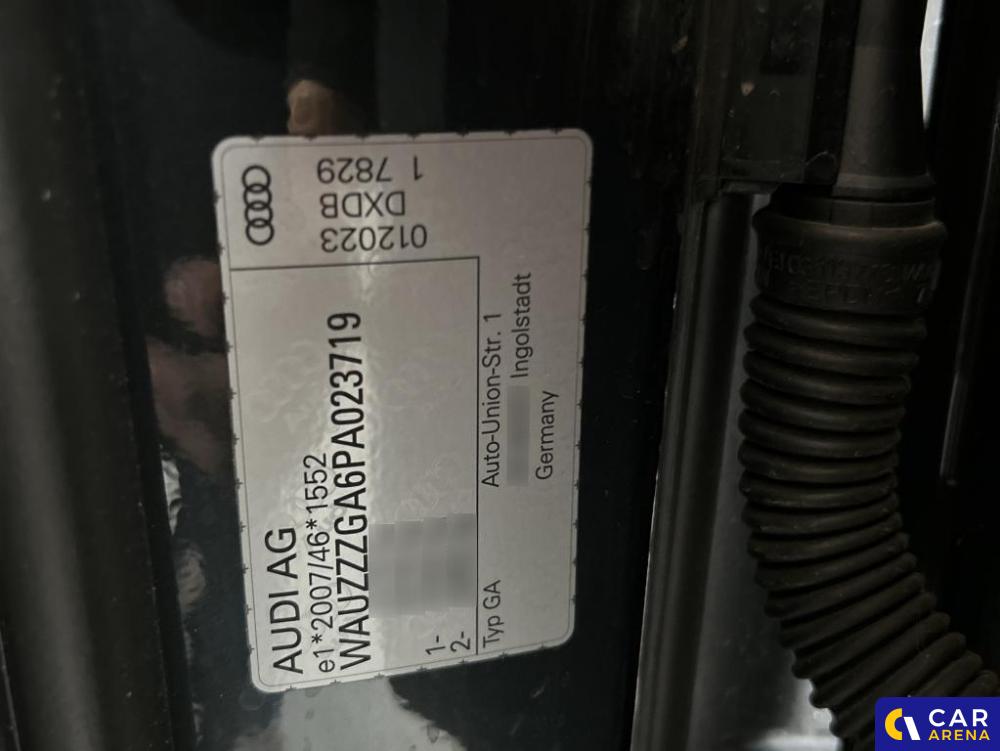 AUDI AG
e1*2007/46*1552
WAUZZZGA6PA023719
1-
2-
Typ GA
Auto-Union-Str. 1
Ingolstadt
Germany
012023
DXDB
1 7829
CAR
ARENA